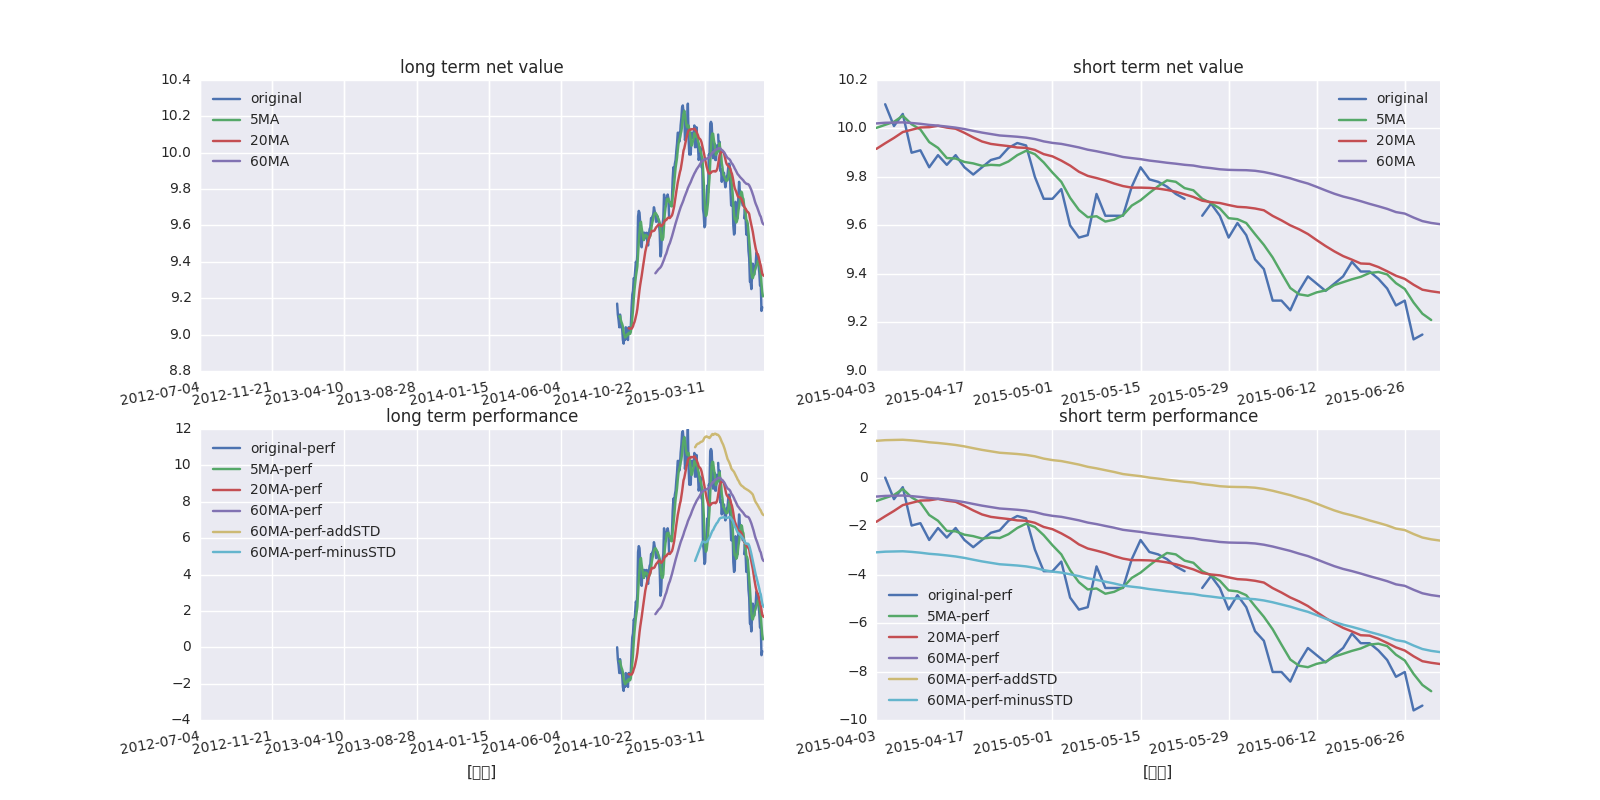 long term net value
10.4
10.2
10.0
9.8
9.6
9.4
9.2
9.0
8.8
original
5MA
20MA
60MA
2012-07-04
2012-11-21
2013-04-10
2013-08-28
2014-01-15
2014-06-04
2014-10-22
2015-03-11
short term net value
10.2
10.0
9.8
9.6
9.4
9.2
9.0
original
5MA
20MA
60MA
2015-04-03
2015-04-17
2015-05-01
2015-05-15
2015-05-29
2015-06-12
2015-06-26
long term performance
12
10
8
6
4
2
0
−2
−4
original-perf
5MA-perf
20MA-perf
60MA-perf
60MA-perf-addSTD
60MA-perf-minusSTD
2012-07-04
2012-11-21
2013-04-10
2013-08-28
2014-01-15
2014-06-04
2014-10-22
2015-03-11
[▯▯]
short term performance
2
0
−2
−4
−6
−8
−10
original-perf
5MA-perf
20MA-perf
60MA-perf
60MA-perf-addSTD
60MA-perf-minusSTD
2015-04-03
2015-04-17
2015-05-01
2015-05-15
2015-05-29
2015-06-12
2015-06-26
[▯▯]